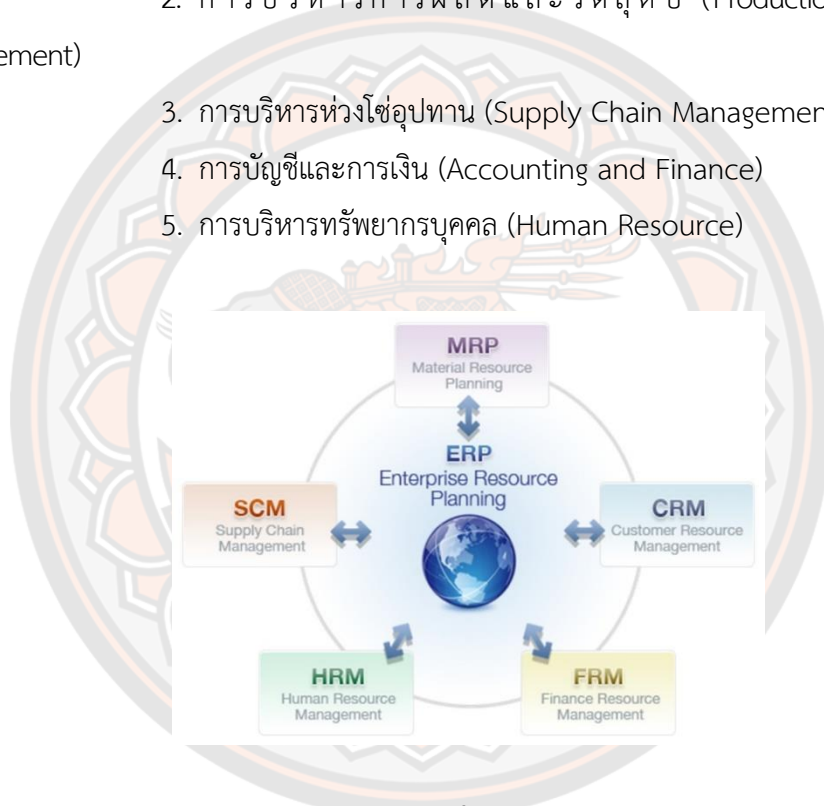 ement)
3. การบริหารห่วงโซ่อุปทาน (Supply Chain Managemen
4. การบัญชีและการเงิน (Accounting and Finance)
5. การบริหารทรัพยากรบุคคล (Human Resource)
MRP
Material Resource
Planning
ERP
Enterprise Resource
Planning
SCM
Supply Chain
Management
CRM
Customer Resource
Management
HRM
Human Resource
Management
FRM
Finance Resource
Management